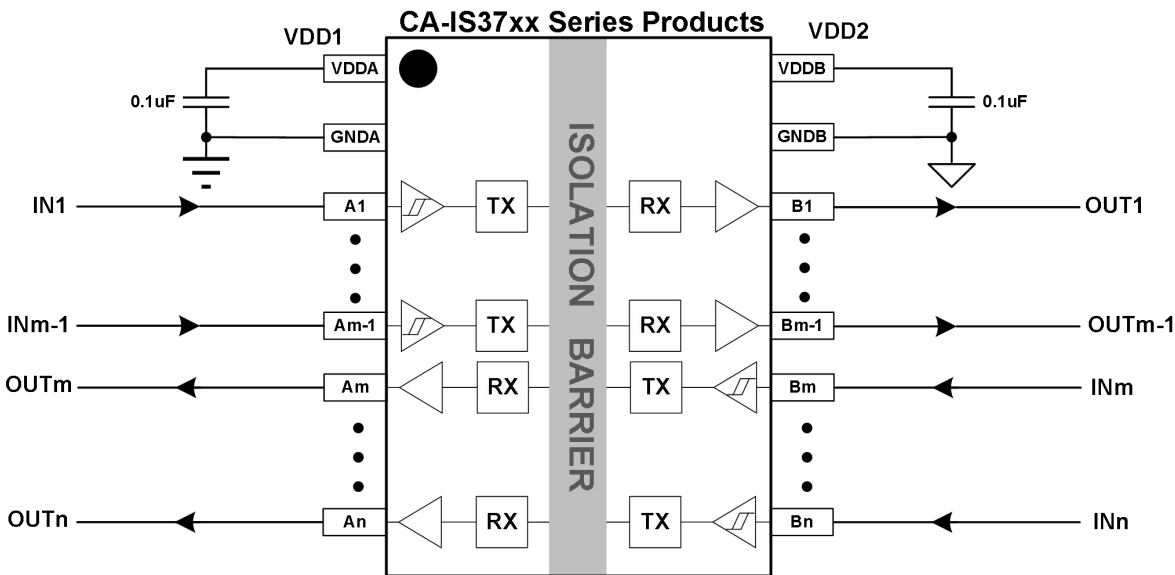 CA-IS37xx Series Products
VDD1
VDD2
VDDA
VDDB
0.1uF
0.1uF
GNDA
GNDB
ISOLATION BARRIER
IN1
A1
TX
RX
B1
OUT1
INm-1
Am-1
TX
RX
Bm-1
OUTm-1
OUTm
Am
RX
TX
Bm
INm
OUTn
An
RX
TX
Bn
INn